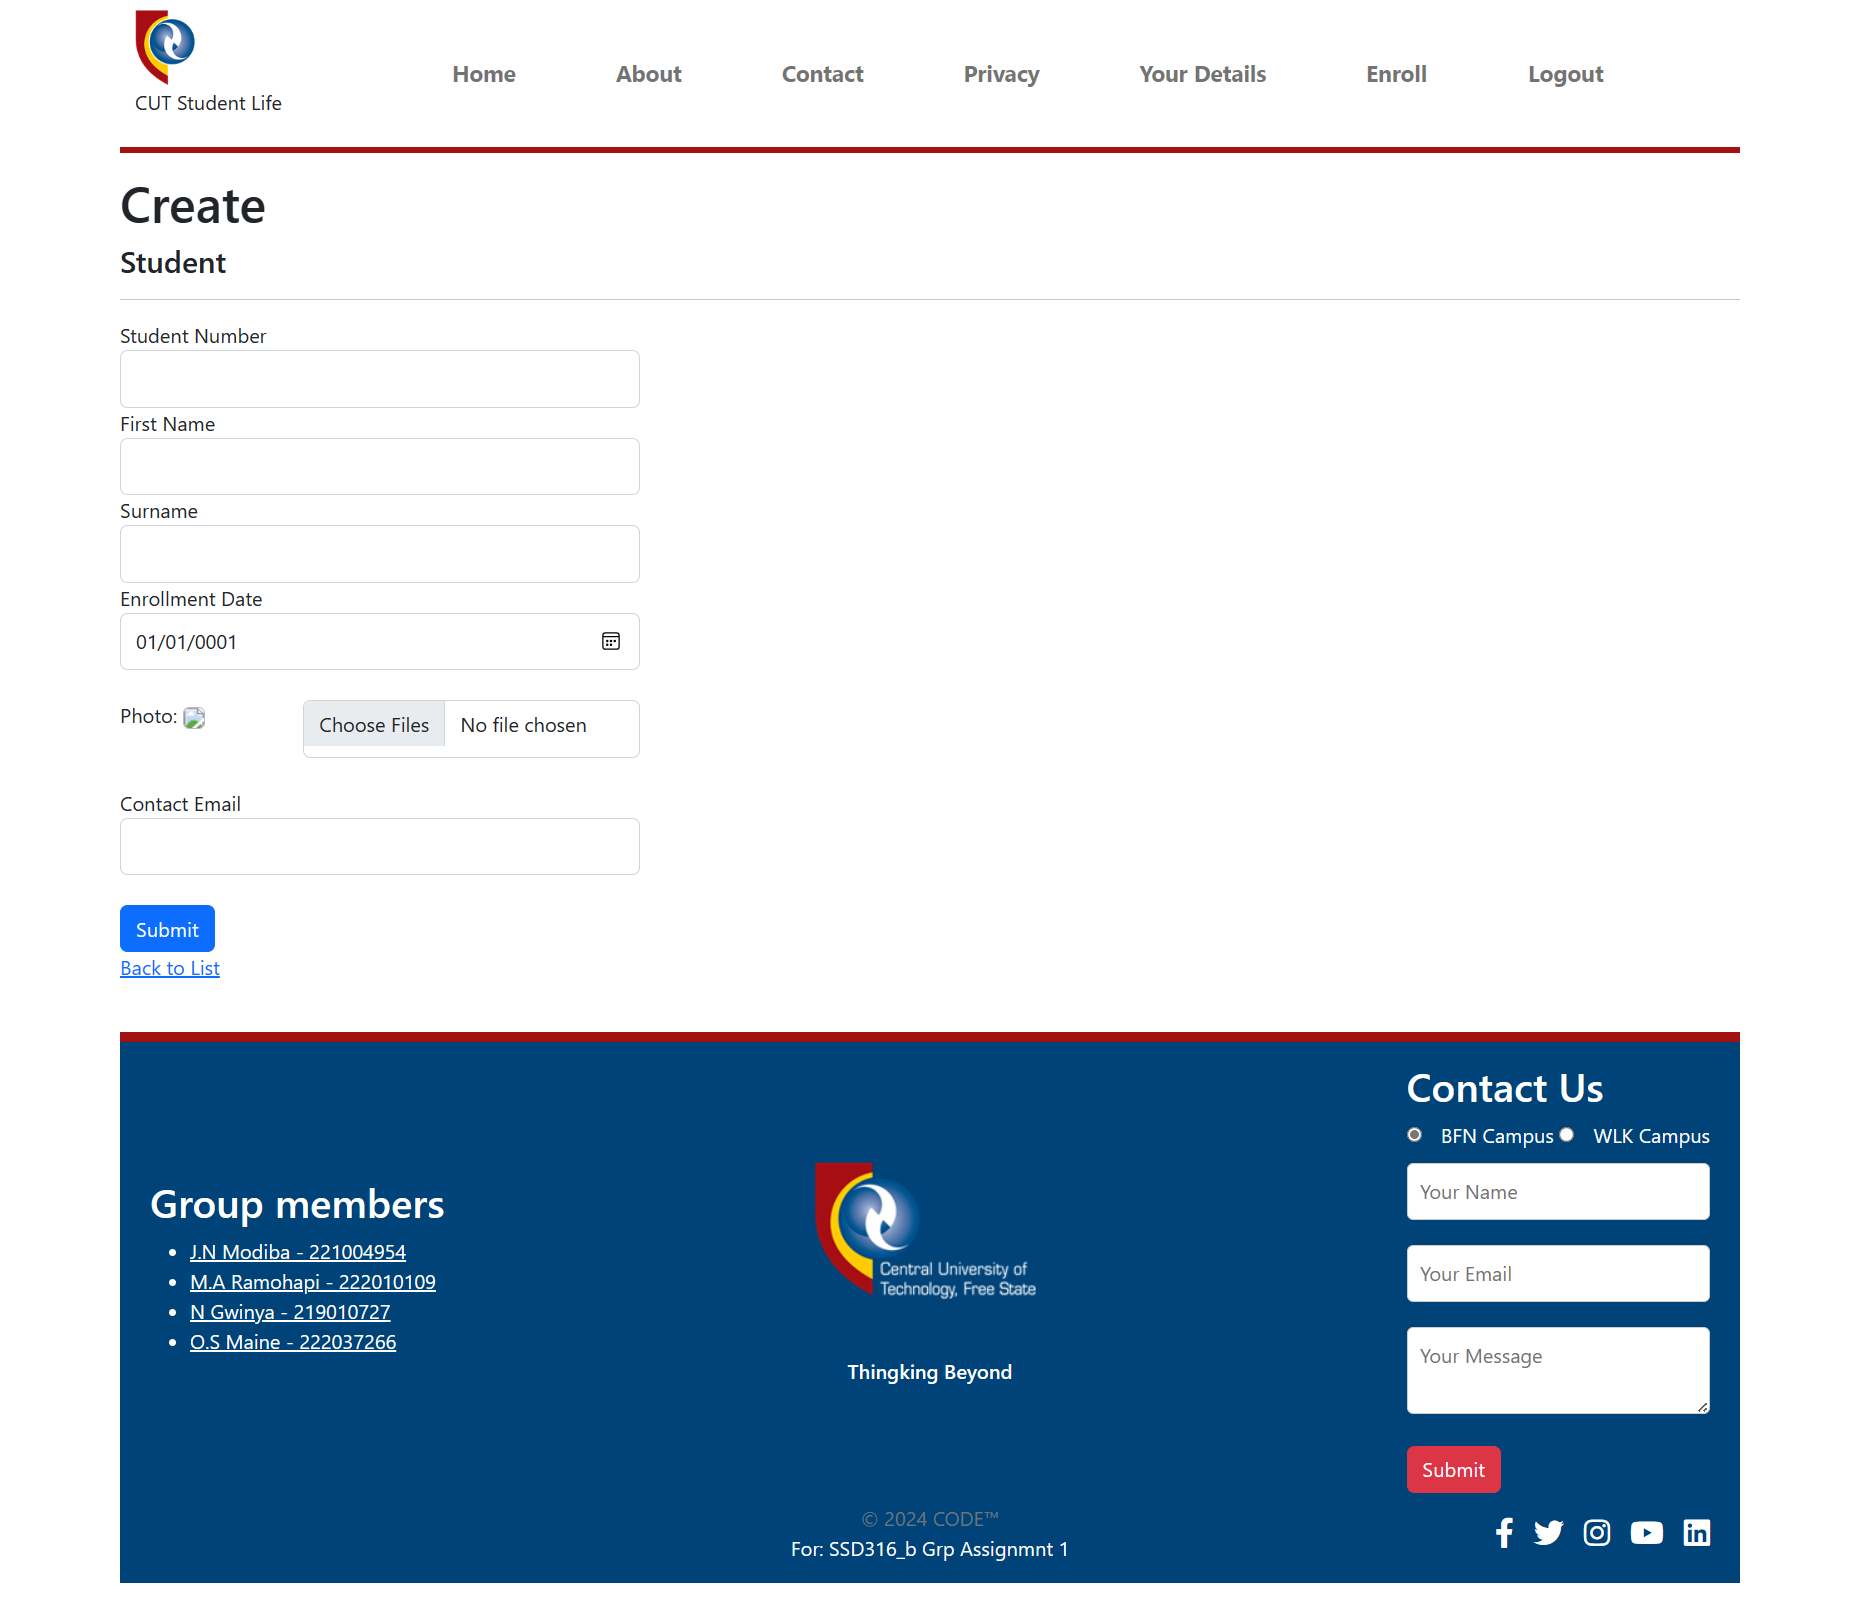 CUT Student Life
Home About Contact Privacy Your Details Enroll Logout
Create
Student
Student Number
First Name
Surname
Enrollment Date
01/01/0001
Photo: Choose Files No file chosen
Contact Email
Submit
Back to List
Group members
J.N Modiba - 221004954
M.A Ramohapi - 222010109
N Gwinya - 219010727
O.S Maine - 222037266
Central University of
Technology, Free State
Thingking Beyond
Contact Us
BFN Campus WLK Campus
Your Name
Your Email
Your Message
Submit
© 2024 CODE™
For: SSD316_b Grp Assignmnt 1